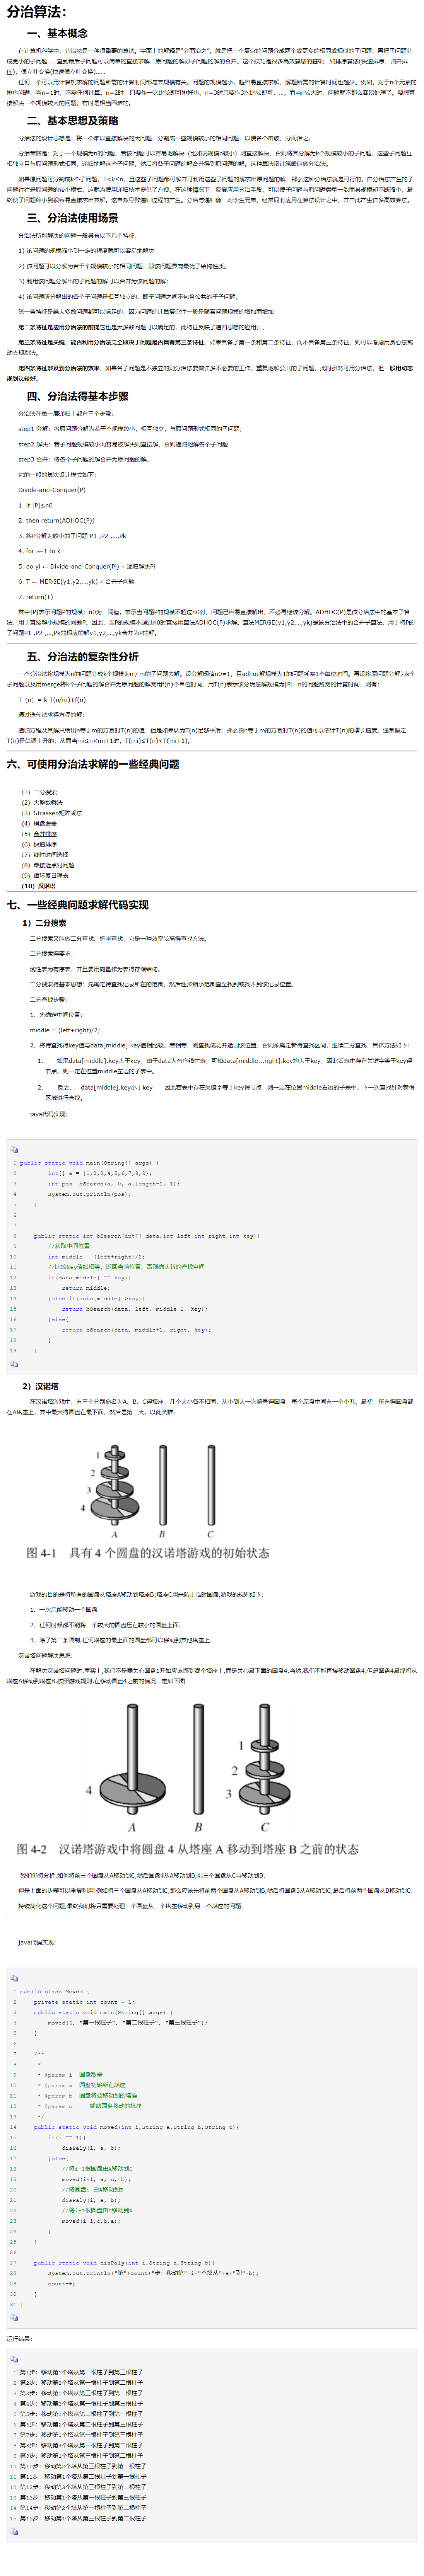 分治算法:
一、基本概念
在计算机科学中，分治法是一种很重要的算法。字面上的解释是“分而治之”，就是把一个复杂的问题分成两个或更多的相同或相似的子问题，再把子问题分成更小的子问题……直到最后子问题可以简单的直接求解，原问题的解即子问题的解的合并。这个技巧是很多高效算法的基础，如排序算法(快速排序，归并排序)，傅立叶变换(快速傅立叶变换)……
任何一个可以用计算机求解的问题所需的计算时间都与其规模有关。问题的规模越小，越容易直接求解，解题所需的计算时间也越少。例如，对于n个元素的排序问题，当n=1时，不需任何计算。n=2时，只要作一次比较即可排好序。n=3时只要作3次比较即可，…。而当n较大时，问题就不那么容易处理了。要想直接解决一个规模较大的问题，有时是相当困难的。
二、基本思想及策略
分治法的设计思想是：将一个难以直接解决的大问题，分割成一些规模较小的相同问题，以便各个击破，分而治之。
分治策略是：对于一个规模为n的问题，若该问题可以容易地解决（比如说规模n较小）则直接解决，否则将其分解为k个规模较小的子问题，这些子问题互相独立且与原问题形式相同，递归地解这些子问题，然后将各子问题的解合并得到原问题的解。这种算法设计策略叫做分治法。
如果原问题可分割成k个子问题，1<k≤n，且这些子问题都可解并可利用这些子问题的解求出原问题的解，那么这种分治法就是可行的。由分治法产生的子问题往往是原问题的较小模式，这就为使用递归技术提供了方便。在这种情况下，反复应用分治手段，可以使子问题与原问题类型一致而其规模却不断缩小，最终使子问题缩小到很容易直接求出其解。这自然导致递归过程的产生。分治与递归像一对孪生兄弟，经常同时应用在算法设计之中，并由此产生许多高效算法。
三、分治法使用场景
分治法所能解决的问题一般具有以下几个特征：
1) 该问题的规模缩小到一定的程度就可以容易地解决
2) 该问题可以分解为若干个规模较小的相同问题，即该问题具有最优子结构性质。
3) 利用该问题分解出的子问题的解可以合并为该问题的解；
4) 该问题所分解出的各个子问题是相互独立的，即子问题之间不包含公共的子子问题。
第一条特征是绝大多数问题都可以满足的，因为问题的计算复杂性一般是随着问题规模的增加而增加；
第二条特征是应用分治法的前提它也是大多数问题可以满足的，此特征反映了递归思想的应用；、
第三条特征是关键，能否利用分治法完全取决于问题是否具有第三条特征，如果具备了第一条和第二条特征，而不具备第三条特征，则可以考虑用贪心法或动态规划法。
第四条特征涉及到分治法的效率，如果各子问题是不独立的则分治法要做许多不必要的工作，重复地解公共的子问题，此时虽然可用分治法，但一般用动态规划法较好。
四、分治法得基本步骤
分治法在每一层递归上都有三个步骤：
step1 分解：将原问题分解为若干个规模较小，相互独立，与原问题形式相同的子问题；
step2 解决：若子问题规模较小而容易被解决则直接解，否则递归地解各个子问题
step3 合并：将各个子问题的解合并为原问题的解。
它的一般的算法设计模式如下：
Divide-and-Conquer(P)
1. if |P|≤n0
2. then return(ADHOC(P))
3. 将P分解为较小的子问题 P1 ,P2 ,…,Pk
4. for i←1 to k
5. do yi ← Divide-and-Conquer(Pi) △ 递归解决Pi
6. T ← MERGE(y1,y2,…,yk) △ 合并子问题
7. return(T)
其中|P|表示问题P的规模；n0为一阈值，表示当问题P的规模不超过n0时，问题已容易直接解出，不必再继续分解。ADHOC(P)是该分治法中的基本子算法，用于直接解小规模的问题P。因此，当P的规模不超过n0时直接用算法ADHOC(P)求解。算法MERGE(y1,y2,…,yk)是该分治法中的合并子算法，用于将P的子问题P1 ,P2 ,…,Pk的相应的解y1,y2,…,yk合并为P的解。
五、分治法的复杂性分析
一个分治法将规模为n的问题分成k个规模为n／m的子问题去解。设分解阀值n0=1，且adhoc解规模为1的问题耗费1个单位时间。再设将原问题分解为k个子问题以及用merge将k个子问题的解合并为原问题的解需用f(n)个单位时间。用T(n)表示该分治法解规模为|P|=n的问题所需的计算时间，则有：
T（n）= k T(n/m)+f(n)
通过迭代法求得方程的解：
递归方程及其解只给出n等于m的方幂时T(n)的值，但是如果认为T(n)足够平滑，那么由n等于m的方幂时T(n)的值可以估计T(n)的增长速度。通常假定T(n)是单调上升的，从而当mi≤n<mi+1时，T(mi)≤T(n)<T(mi+1)。
六、可使用分治法求解的一些经典问题
(1) 二分搜索
(2) 大整数乘法
(3) Strassen矩阵乘法
(4) 棋盘覆盖
(5) 合并排序
(6) 快速排序
(7) 线性时间选择
(8) 最接近点对问题
(9) 循环赛日程表
(10) 汉诺塔
七、一些经典问题求解代码实现
1）二分搜索
二分搜索又叫做二分查找、折半查找，它是一种效率较高得查找方法。
二分搜索得要求：
线性表为有序表，并且要用向量作为表得存储结构。
二分搜索得基本思想：先确定待查找记录所在的范围，然后逐步缩小范围直至找到或找不到该记录位置。
二分查找步骤：
1、先确定中间位置：
middle = (left+right)/2;
2、将待查找得key值与data[middle].key值相比较。若相等，则查找成功并返回该位置，否则须确定新得查找区间，继续二分查找，具体方法如下：
1. 如果data[middle].key大于key，由于data为有序线性表，可知data[middle...right].key均大于key，因此若表中存在关键字等于key得节点，则一定在位置middle左边的子表中。
2. 反之， data[middle].key小于key， 因此若表中存在关键字等于key得节点，则一定在位置middle右边的子表中。下一次查找针对新得区域进行查找。
java代码实现：
1 public static void main(String[] args) {
2 int[] a = {1,2,3,4,5,6,7,8,9};
3 int pos =bSearch(a, 0, a.length-1, 1);
4 System.out.println(pos);
5 }
6
7
8 public static int bSearch(int[] data,int left,int right,int key){
9 //获取中间位置
10 int middle = (left+right)/2;
11 //比较key值如相等，返回当前位置，否则确认新的查找空间
12 if(data[middle] == key){
13 return middle;
14 }else if(data[middle] >key){
15 return bSearch(data, left, middle-1, key);
16 }else{
17 return bSearch(data, middle+1, right, key);
18 }
19 }
2）汉诺塔
在汉诺塔游戏中，有三个分别命名为A、B、C得塔座，几个大小各不相同，从小到大一次编号得圆盘，每个原盘中间有一个小孔。最初，所有得圆盘都在A塔座上，其中最大得圆盘在最下面，然后是第二大，以此类推.
1
2
3
4
A B C
图 4-1 具有 4 个圆盘的汉诺塔游戏的初始状态
游戏的目的是将所有的圆盘从塔座A移动到塔座B;塔座C用来防止临时圆盘,游戏的规则如下:
1、一次只能移动一个圆盘
2、任何时候都不能将一个较大的圆盘压在较小的圆盘上面.
3、除了第二条限制,任何塔座的最上面的圆盘都可以移动到其他塔座上.
汉诺塔问题解决思想:
在解决汉诺塔问题时,事实上,我们不是罪关心圆盘1开始应该挪到哪个塔座上,而是关心最下面的圆盘4.当然,我们不能直接移动圆盘4,但是圆盘4最终将从塔座A移动到塔座B.按照游戏规则,在移动圆盘4之前的情况一定如下图
1
2
4 3
A B C
图 4-2 汉诺塔游戏中将圆盘 4 从塔座 A 移动到塔座 B 之前的状态
我们仍将分析,如何将前三个圆盘从A移动到C,然后圆盘4从A移动到B,前三个圆盘从C再移动到B.
但是上面的步骤可以重复利用!例如将三个圆盘从A移动到C,那么应该先将前两个圆盘从A移动到B,然后将圆盘3从A移动到C,最后将前两个圆盘从B移动到C.
持续简化这个问题,最终我们将只需要处理一个圆盘从一个塔座移动到另一个塔座的问题.
java代码实现:
1 public class Moved {
2 private static int count = 1;
3 public static void main(String[] args) {
4 moved(4, "第一根柱子", "第二根柱子", "第三根柱子");
5 }
6
7 /**
8 *
9 * @param i 圆盘数量
10 * @param a 圆盘初始所在塔座
11 * @param b 圆盘将要移动到的塔座
12 * @param c 辅助圆盘移动的塔座
13 */
14 public static void moved(int i,String a,String b,String c){
15 if(i == 1){
16 disPaly(1, a, b);
17 }else{
18 //将i-1根圆盘由A移动到C
19 moved(i-1, a, c, b);
20 //将圆盘i 由A移动到B
21 disPaly(i, a, b);
22 //将i-1根圆盘由C移动到A
23 moved(i-1,c,b,a);
24 }
25 }
26
27 public static void disPaly(int i,String a,String b){
28 System.out.println("第"+count+"步：移动第"+i+"个塔从"+a+"到"+b);
29 count++;
30 }
31 }
运行结果:
1 第1步：移动第1个塔从第一根柱子到第三根柱子
2 第2步：移动第2个塔从第一根柱子到第二根柱子
3 第3步：移动第1个塔从第三根柱子到第二根柱子
4 第4步：移动第3个塔从第一根柱子到第三根柱子
5 第5步：移动第1个塔从第二根柱子到第一根柱子
6 第6步：移动第2个塔从第二根柱子到第三根柱子
7 第7步：移动第1个塔从第一根柱子到第三根柱子
8 第8步：移动第4个塔从第一根柱子到第二根柱子
9 第9步：移动第1个塔从第三根柱子到第二根柱子
10 第10步：移动第2个塔从第三根柱子到第一根柱子
11 第11步：移动第1个塔从第二根柱子到第一根柱子
12 第12步：移动第3个塔从第三根柱子到第二根柱子
13 第13步：移动第1个塔从第一根柱子到第三根柱子
14 第14步：移动第2个塔从第一根柱子到第二根柱子
15 第15步：移动第1个塔从第三根柱子到第二根柱子